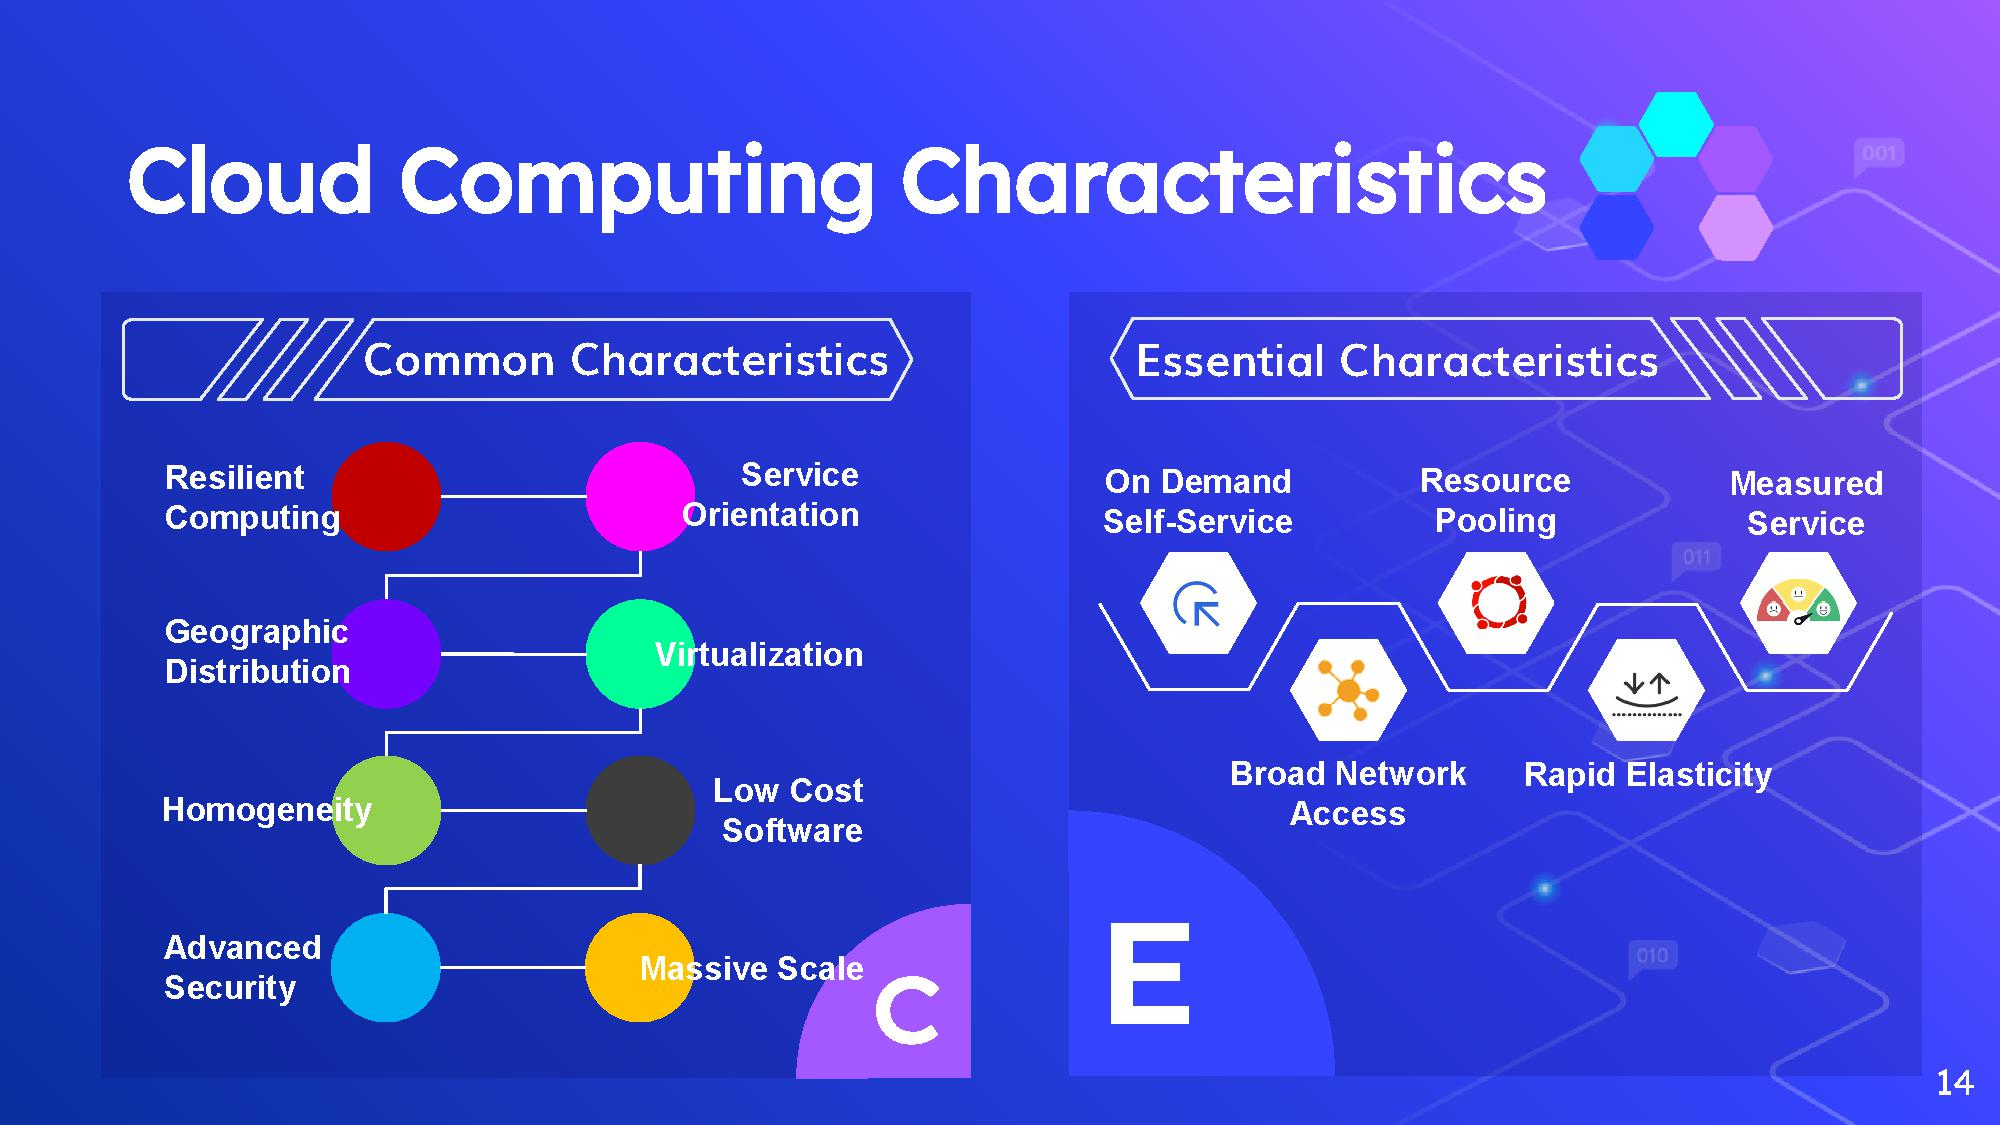 Cloud Computing Characteristics
001
Common Characteristics
Resilient
Computing
Service
Orientation
Geographic
Distribution
Virtualization
Homogeneity
Low Cost
Software
Advanced
Security
Massive Scale
C
Essential Characteristics
On Demand
Self-Service
Resource
Pooling
Measured
Service
011
Broad Network
Access
Rapid Elasticity
E
010
14